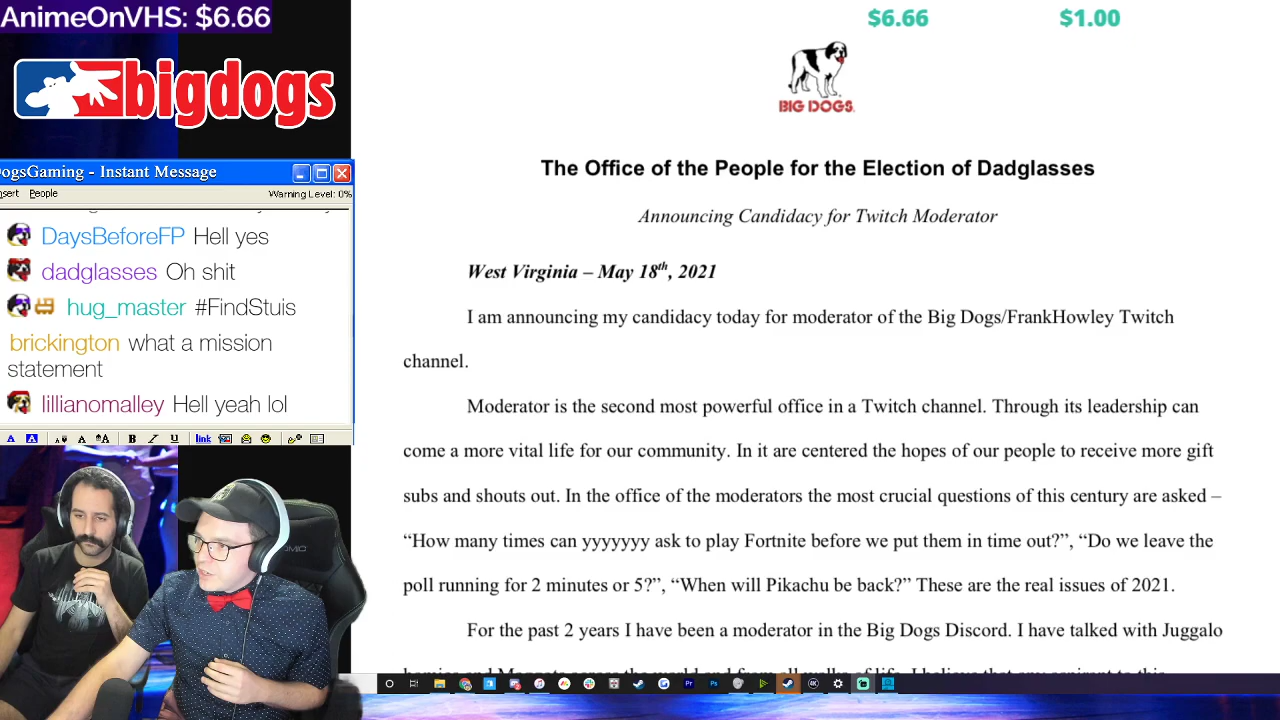 AnimeOnVHS: $6.66
$6.66
$1.00
bigdogs
BIG DOGS.
The Office of the People for the Election of Dadglasses
Announcing Candidacy for Twitch Moderator
West Virginia – May 18th, 2021
I am announcing my candidacy today for moderator of the Big Dogs/FrankHowley Twitch
channel.
Moderator is the second most powerful office in a Twitch channel. Through its leadership can
come a more vital life for our community. In it are centered the hopes of our people to receive more gift
subs and shouts out. In the office of the moderators the most crucial questions of this century are asked –
“How many times can yyyyyyy ask to play Fortnite before we put them in time out?”, “Do we leave the
poll running for 2 minutes or 5?”, “When will Pikachu be back?” These are the real issues of 2021.
For the past 2 years I have been a moderator in the Big Dogs Discord. I have talked with Juggalo
ogsGaming - Instant Message
sert People
Warning Level: 0%
DaysBeforeFP Hell yes
dadglasses Oh shit
hug_master #FindStuis
brickington what a mission
statement
lillianomalley Hell yeah lol
A A A A A B I U link